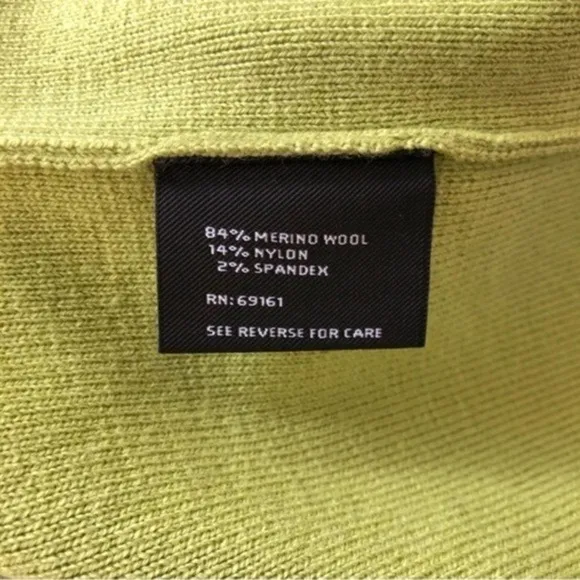 84% MERINO WOOL
14% NYLON
2% SPANDEX
RN: 69161
SEE REVERSE FOR CARE